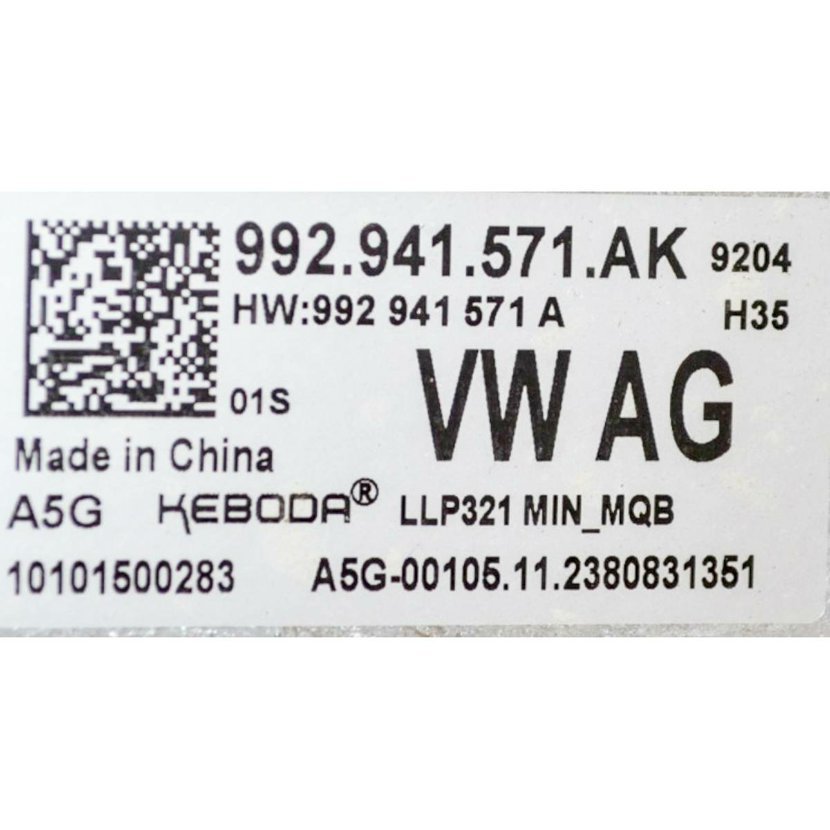 992.941.571.AK 9204
HW:992 941 571 A H35
VW AG
01S
Made in China
A5G KEBODA® LLP321 MIN_MQB
10101500283 A5G-00105.11.2380831351